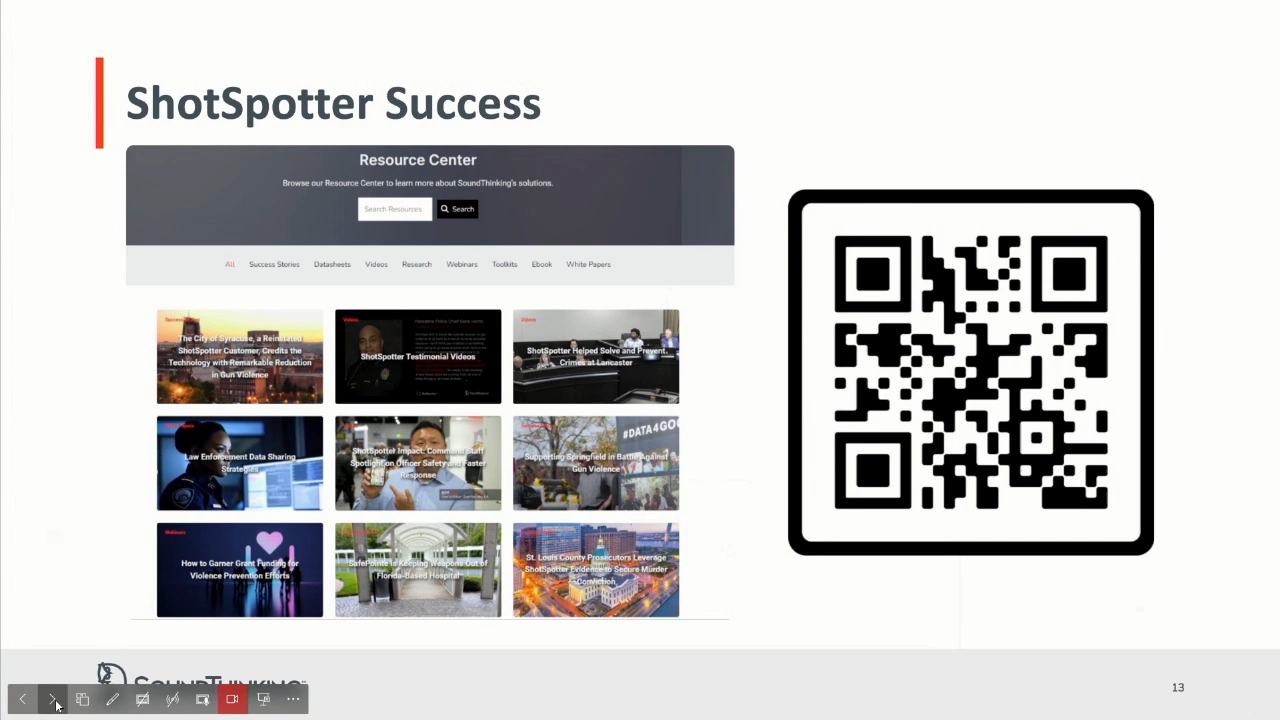 ShotSpotter Success
Resource Center
Browse our Resource Center to learn more about SoundThinking's solutions.
Search Resources
Search
All Success Stories Datasheets Videos Research Webinars Toolkits Ebook White Papers
The City of Syracuse, a Reinstated
ShotSpotter Customer, Credits the
Technology with Remarkable Reduction
in Gun Violence
Videos
ShotSpotter Testimonial Videos
Videos
ShotSpotter Helped Solve and Prevent
Crimes at Lancaster
Law Enforcement Data Sharing
Strategies
ShotSpotter Impact: Command Staff
Spotlight on Officer Safety and Faster
Response
#DATA4GO
Supporting Springfield in Battle Against
Gun Violence
Webinars
How to Garner Grant Funding for
Violence Prevention Efforts
SafePointe is Keeping Weapons Out of
Florida-Based Hospital
St. Louis County Prosecutors Leverage
ShotSpotter Evidence to Secure Murder
Conviction
SOUNDTHINKING
13